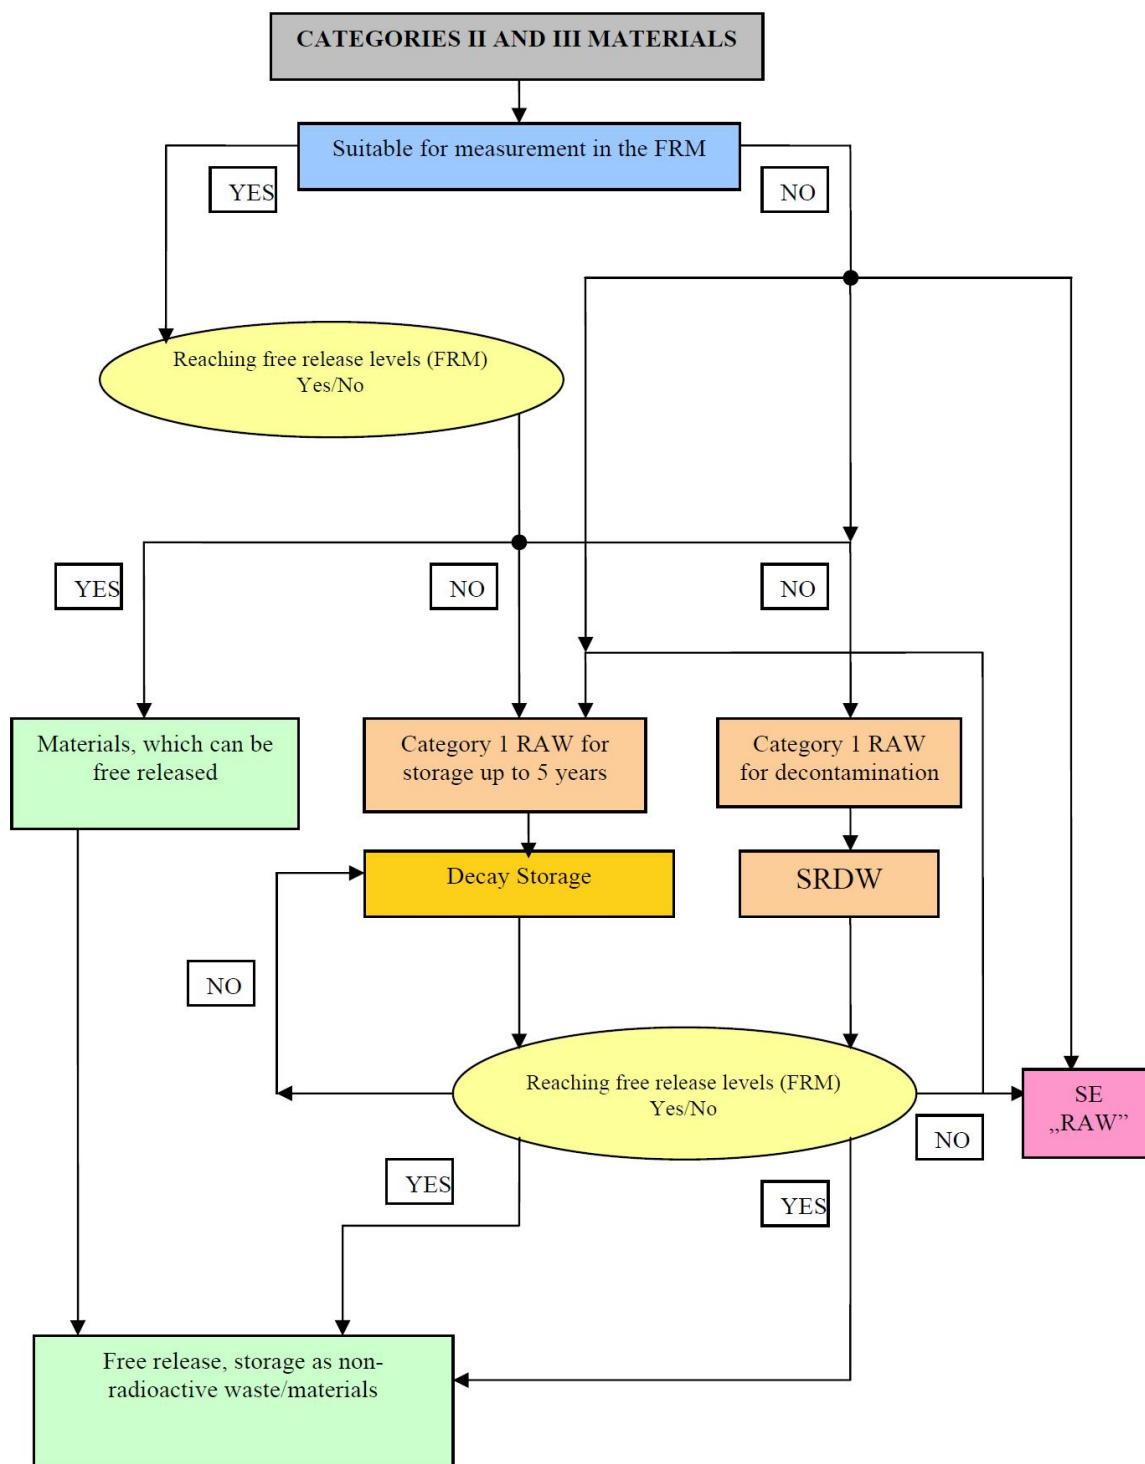 CATEGORIES II AND III MATERIALS
Suitable for measurement in the FRM
YES
NO
Reaching free release levels (FRM)
Yes/No
YES
NO
NO
Materials, which can be
free released
Category 1 RAW for
storage up to 5 years
Category 1 RAW
for decontamination
Decay Storage
SRDW
NO
Reaching free release levels (FRM)
Yes/No
SE
„RAW”
NO
YES
YES
Free release, storage as non-
radioactive waste/materials